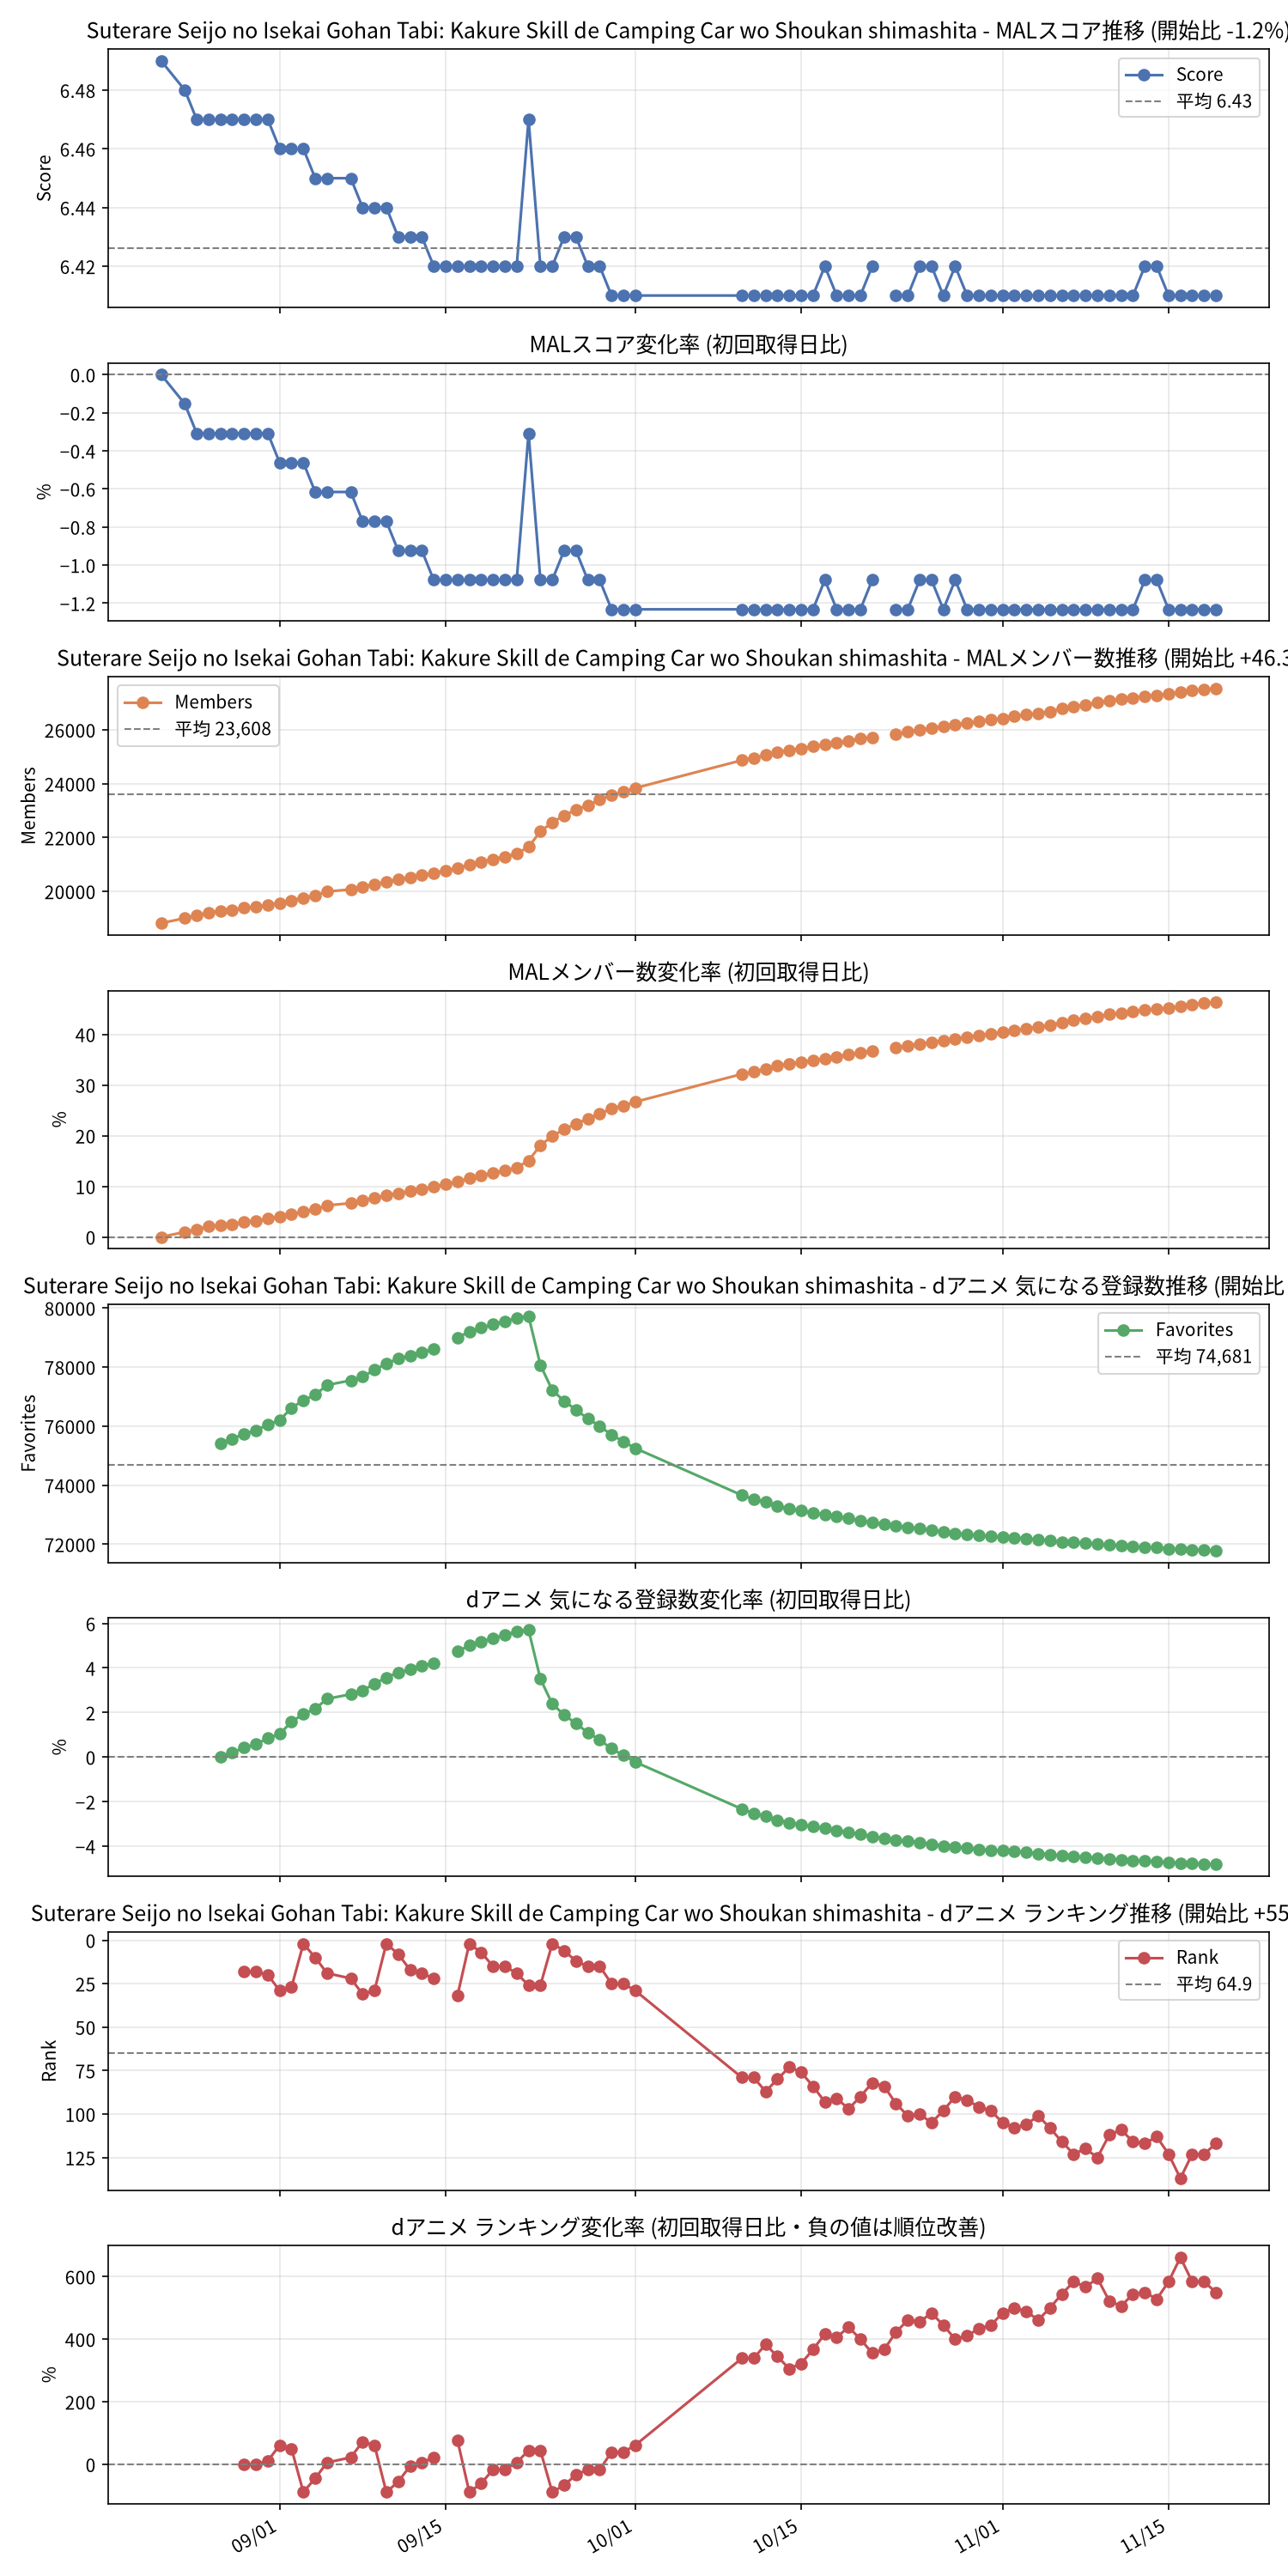 Suterare Seijo no Isekai Gohan Tabi: Kakure Skill de Camping Car wo Shoukan shimashita - MALスコア推移 (開始比 -1.2%)
Score
6.48
6.46
6.44
6.42
Score
平均 6.43
MALスコア変化率 (初回取得日比)
%
0.0
−0.2
−0.4
−0.6
−0.8
−1.0
−1.2
Suterare Seijo no Isekai Gohan Tabi: Kakure Skill de Camping Car wo Shoukan shimashita - MALメンバー数推移 (開始比 +46.3
Members
26000
24000
22000
20000
Members
平均 23,608
MALメンバー数変化率 (初回取得日比)
%
40
30
20
10
0
Suterare Seijo no Isekai Gohan Tabi: Kakure Skill de Camping Car wo Shoukan shimashita - dアニメ 気になる登録数推移 (開始比
Favorites
80000
78000
76000
74000
72000
Favorites
平均 74,681
dアニメ 気になる登録数変化率 (初回取得日比)
%
6
4
2
0
−2
−4
Suterare Seijo no Isekai Gohan Tabi: Kakure Skill de Camping Car wo Shoukan shimashita - dアニメ ランキング推移 (開始比 +55
Rank
0
25
50
75
100
125
Rank
平均 64.9
dアニメ ランキング変化率 (初回取得日比・負の値は順位改善)
%
600
400
200
0
09/01
09/15
10/01
10/15
11/01
11/15